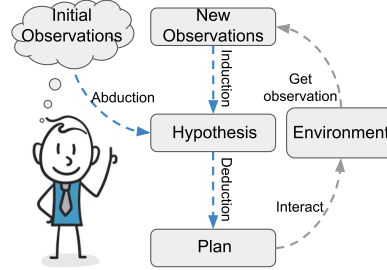 Initial
Observations
New
Observations
Induction
Get
observation
Abduction
Hypothesis
Environment
Deduction
Interact
Plan